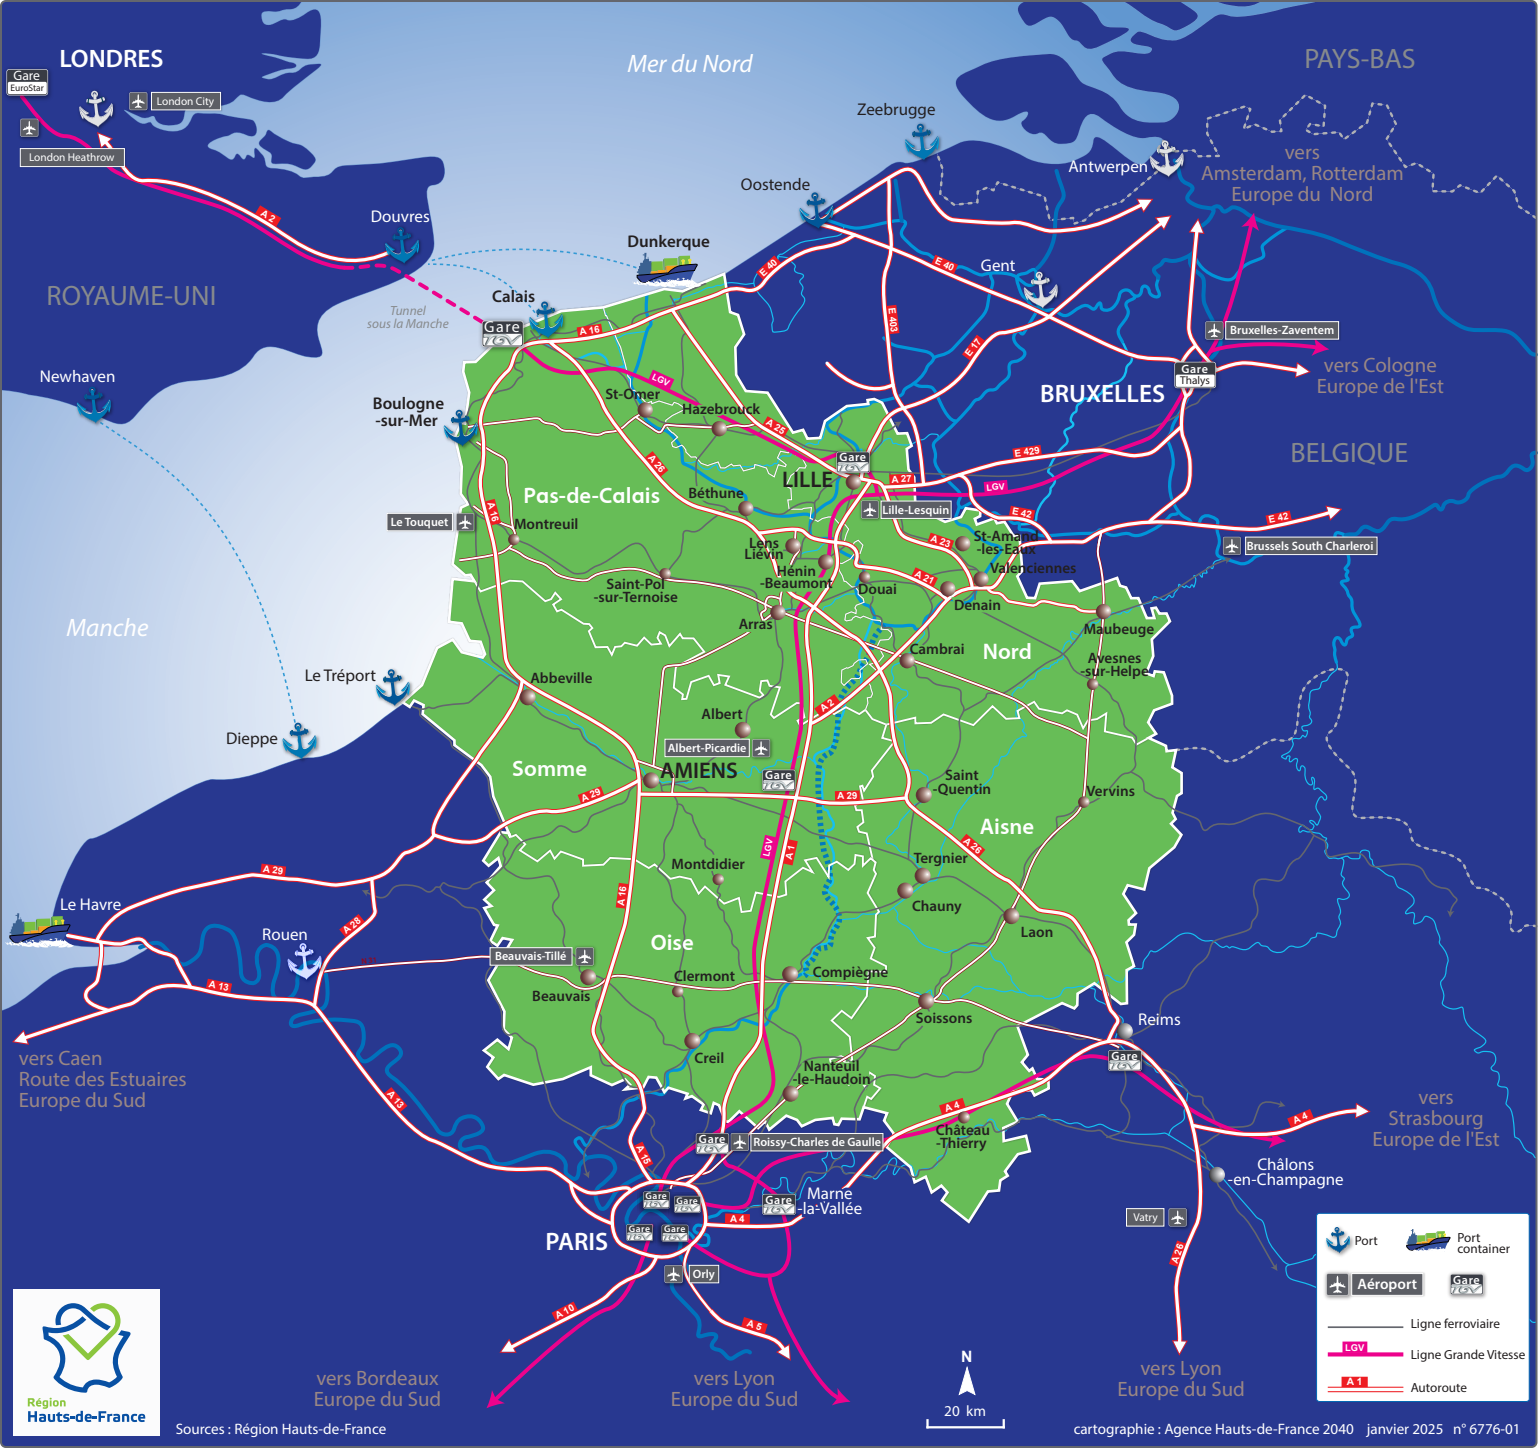 LONDRES
Gare
EuroStar
London City
London Heathrow
A 2
Douvres
ROYAUME-UNI
Newhaven
Tunnel
sous la Manche
Mer du Nord
PAYS-BAS
Zeebrugge
Oostende
Antwerpen
vers
Amsterdam, Rotterdam
Europe du Nord
Dunkerque
E 40
E 40
Gent
Calais
Gare
TGV
A 16
E 403
E 17
Bruxelles-Zaventem
vers Cologne
Europe de l'Est
Gare
Thalys
BRUXELLES
Boulogne
-sur-Mer
LGV
St-Omer
Hazebrouck
A 25
A 26
BELGIQUE
E 429
Gare
TGV
LILLE
A 27
LGV
Pas-de-Calais
Béthune
Lille-Lesquin
E 42
E 42
Le Touquet
A 16
Montreuil
Brussels South Charleroi
Lens
Liévin
A 23
St-Amand
-les-Eaux
Valenciennes
Hénin
-Beaumont
A 21
Douai
Denain
Saint-Pol
-sur-Ternoise
Arras
Maubeuge
Manche
Cambrai
Nord
Avesnes
-sur-Helpe
Le Tréport
Abbeville
Dieppe
Albert
A 2
Albert-Picardie
Somme
AMIENS
Gare
TGV
Saint
-Quentin
Vervins
A 29
A 29
Aisne
A 26
LGV
A 1
Montdidier
Tergnier
Chauny
A 29
A 16
Le Havre
A 28
Laon
Rouen
Oise
Beauvais-Tillé
Compiègne
Clermont
Beauvais
A 13
Soissons
Reims
Creil
Gare
TGV
Nanteuil
-le-Haudoin
vers Caen
Route des Estuaires
Europe du Sud
A 13
A 4
Château
-Thierry
A 4
vers
Strasbourg
Europe de l'Est
Gare
TGV
Roissy-Charles de Gaulle
A 16
Châlons
-en-Champagne
Gare
TGV
Gare
TGV
Gare
TGV
Marne
-la-Vallée
A 4
Gare
TGV
Gare
TGV
PARIS
Vatry
A 26
Orly
A 10
A 5
vers Bordeaux
Europe du Sud
vers Lyon
Europe du Sud
vers Lyon
Europe du Sud
N
20 km
Port
Port
container
Aéroport
Gare
TGV
Ligne ferroviaire
LGV
Ligne Grande Vitesse
A 1
Autoroute
Région
Hauts-de-France
Sources : Région Hauts-de-France
cartographie : Agence Hauts-de-France 2040 janvier 2025 n° 6776-01